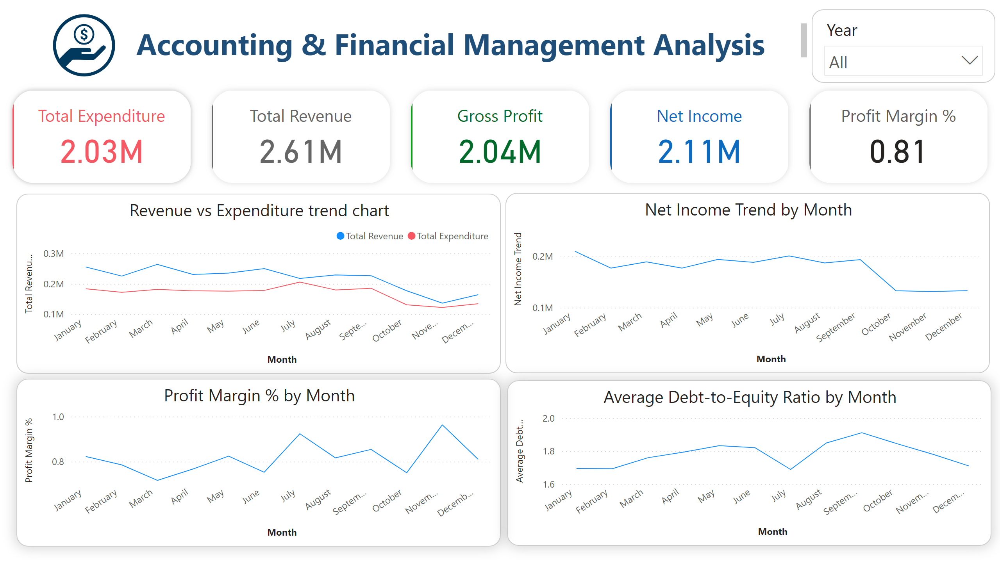 $
Accounting & Financial Management Analysis
Year
All
Total Expenditure
2.03M
Total Revenue
2.61M
Gross Profit
2.04M
Net Income
2.11M
Profit Margin %
0.81
Revenue vs Expenditure trend chart
Total Revenue
Total Expenditure
Total Revenu...
0.3M
0.2M
0.1M
January
February
March
April
May
June
July
August
Septe...
October
Nove...
Decem...
Month
Net Income Trend by Month
Net Income Trend
0.2M
0.1M
January
February
March
April
May
June
July
August
September
October
November
December
Month
Profit Margin % by Month
Profit Margin %
1.0
0.8
January
February
March
April
May
June
July
August
Septem...
October
Novem...
Decemb...
Month
Average Debt-to-Equity Ratio by Month
Average Debt...
2.0
1.8
1.6
January
February
March
April
May
June
July
August
Septem...
October
Novem...
Decem...
Month